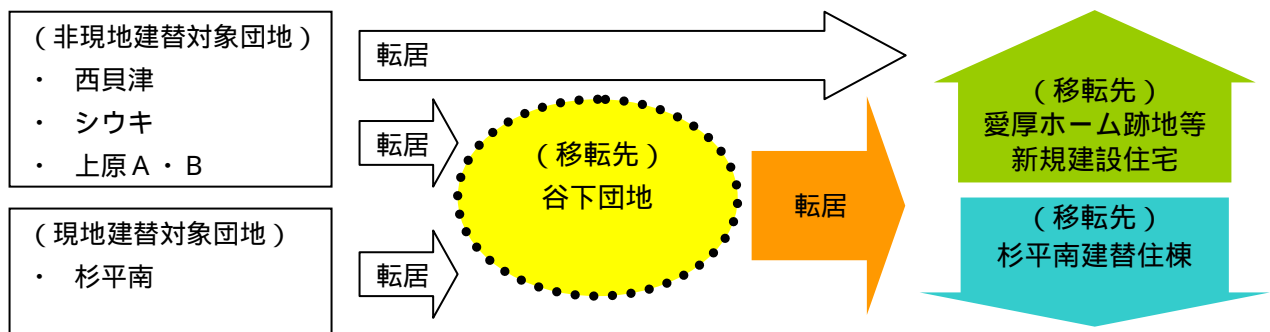 （非現地建替対象団地）
・　西貝津
・　シウキ
・　上原Ａ・Ｂ
（現地建替対象団地）
・　杉平南
転居
転居
転居
（移転先）
谷下団地
転居
（移転先）
愛厚ホーム跡地等
新規建設住宅
（移転先）
杉平南建替住棟